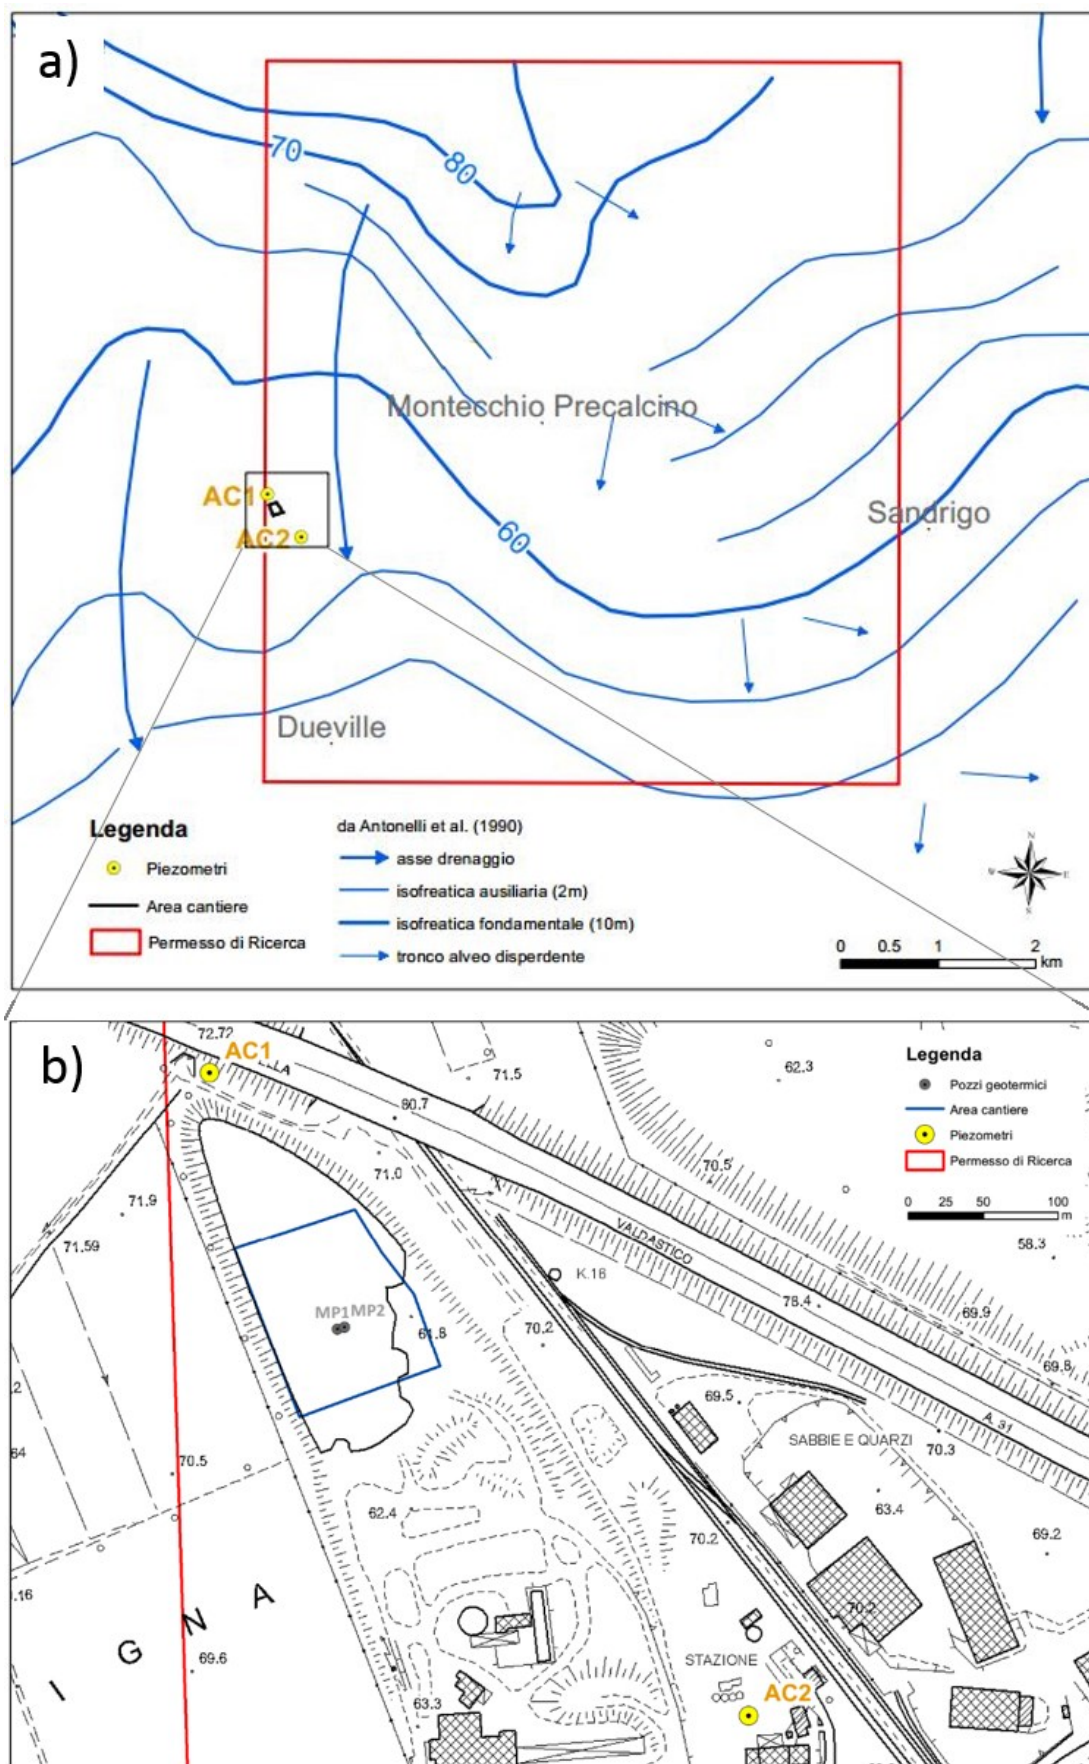 a)
70
80
Montecchio Precalcino
AC1
AC2
Sandrigo
60
Dueville
Legenda
Piezometri
Area cantiere
Permesso di Ricerca
da Antonelli et al. (1990)
asse drenaggio
isofreatica ausiliaria (2m)
isofreatica fondamentale (10m)
tronco alveo disperdente
N
W
E
S
0 0.5 1 2
km
b)
72.72
AC1
LA
71.5
62.3
Legenda
Pozzi geotermici
Area cantiere
Piezometri
Permesso di Ricerca
0 25 50 100
m
80.7
71.0
70.5
71.9
71.59
VALDASTICO
58.3
K.16
MP1 MP2
61.8
70.2
78.4
69.9
69.8
69.5
A 31
SABBIE E QUARZI
70.3
70.5
62.4
63.4
70.2
69.2
.16
70.2
I G N A
69.6
STAZIONE
AC2
63.3